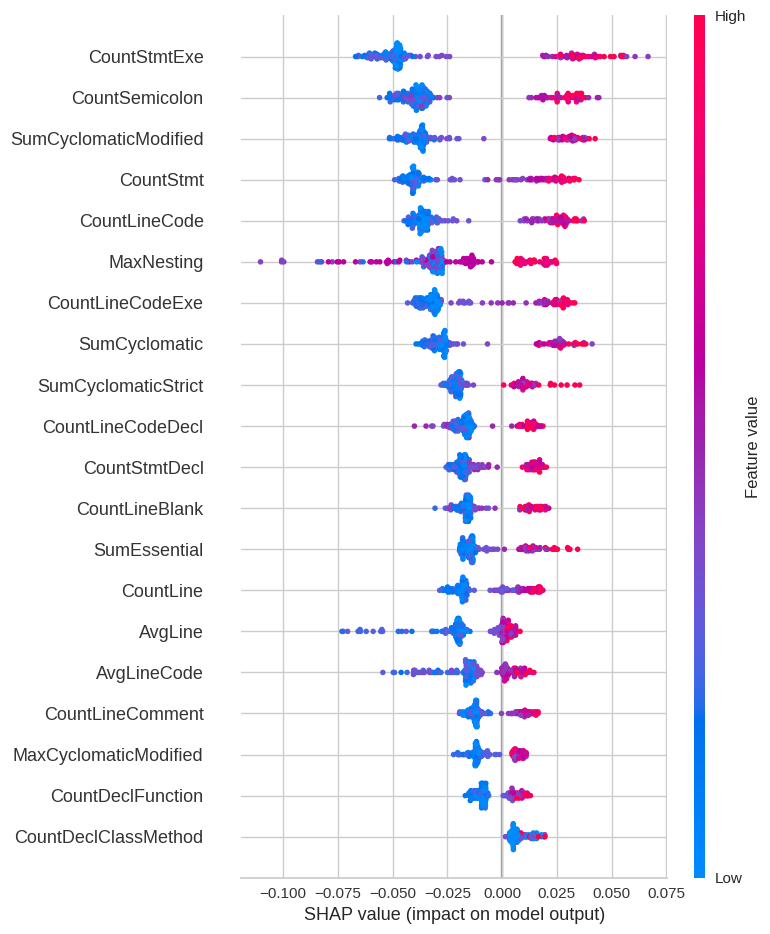 High
CountStmtExe
CountSemicolon
SumCyclomaticModified
CountStmt
CountLineCode
MaxNesting
CountLineCodeExe
SumCyclomatic
SumCyclomaticStrict
CountLineCodeDecl
CountStmtDecl
CountLineBlank
SumEssential
CountLine
AvgLine
AvgLineCode
CountLineComment
MaxCyclomaticModified
CountDeclFunction
CountDeclClassMethod
Feature value
Low
−0.100 −0.075 −0.050 −0.025 0.000 0.025 0.050 0.075
SHAP value (impact on model output)